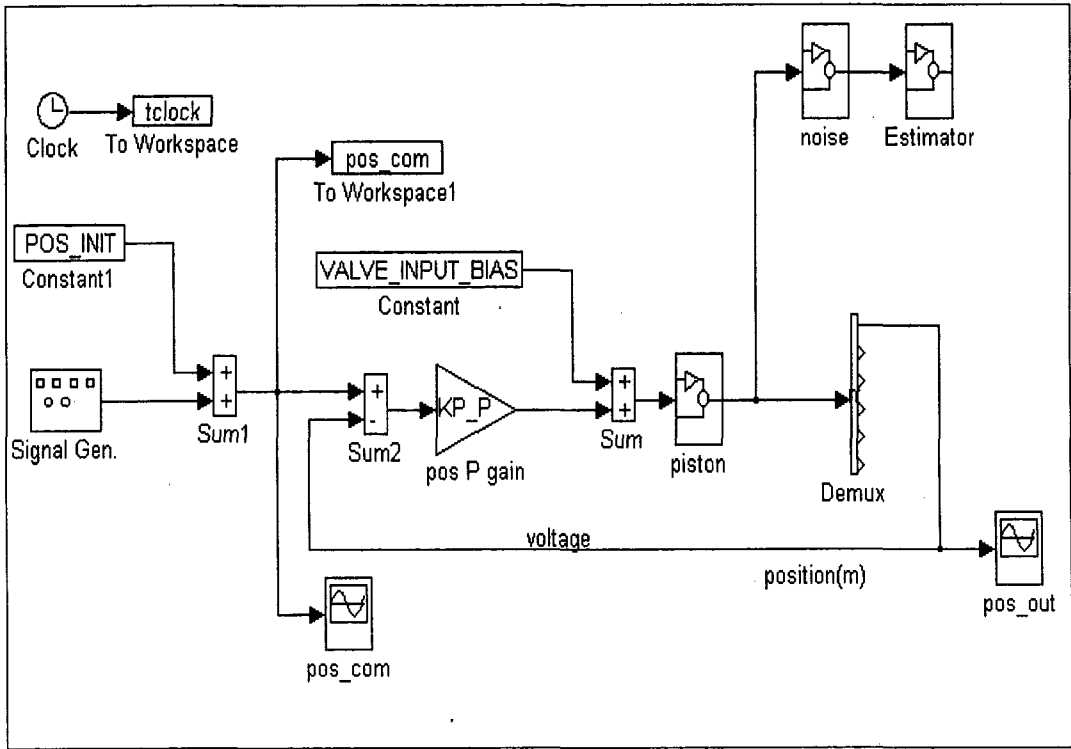 noise
Estimator
tclock
Clock
To Workspace
pos_com
To Workspace1
POS_INIT
Constant1
VALVE_INPUT_BIAS
Constant
+
+
Sum1
Signal Gen.
+
-
Sum2
KP_P
pos P gain
+
+
Sum
piston
Demux
voltage
position(m)
pos_out
pos_com